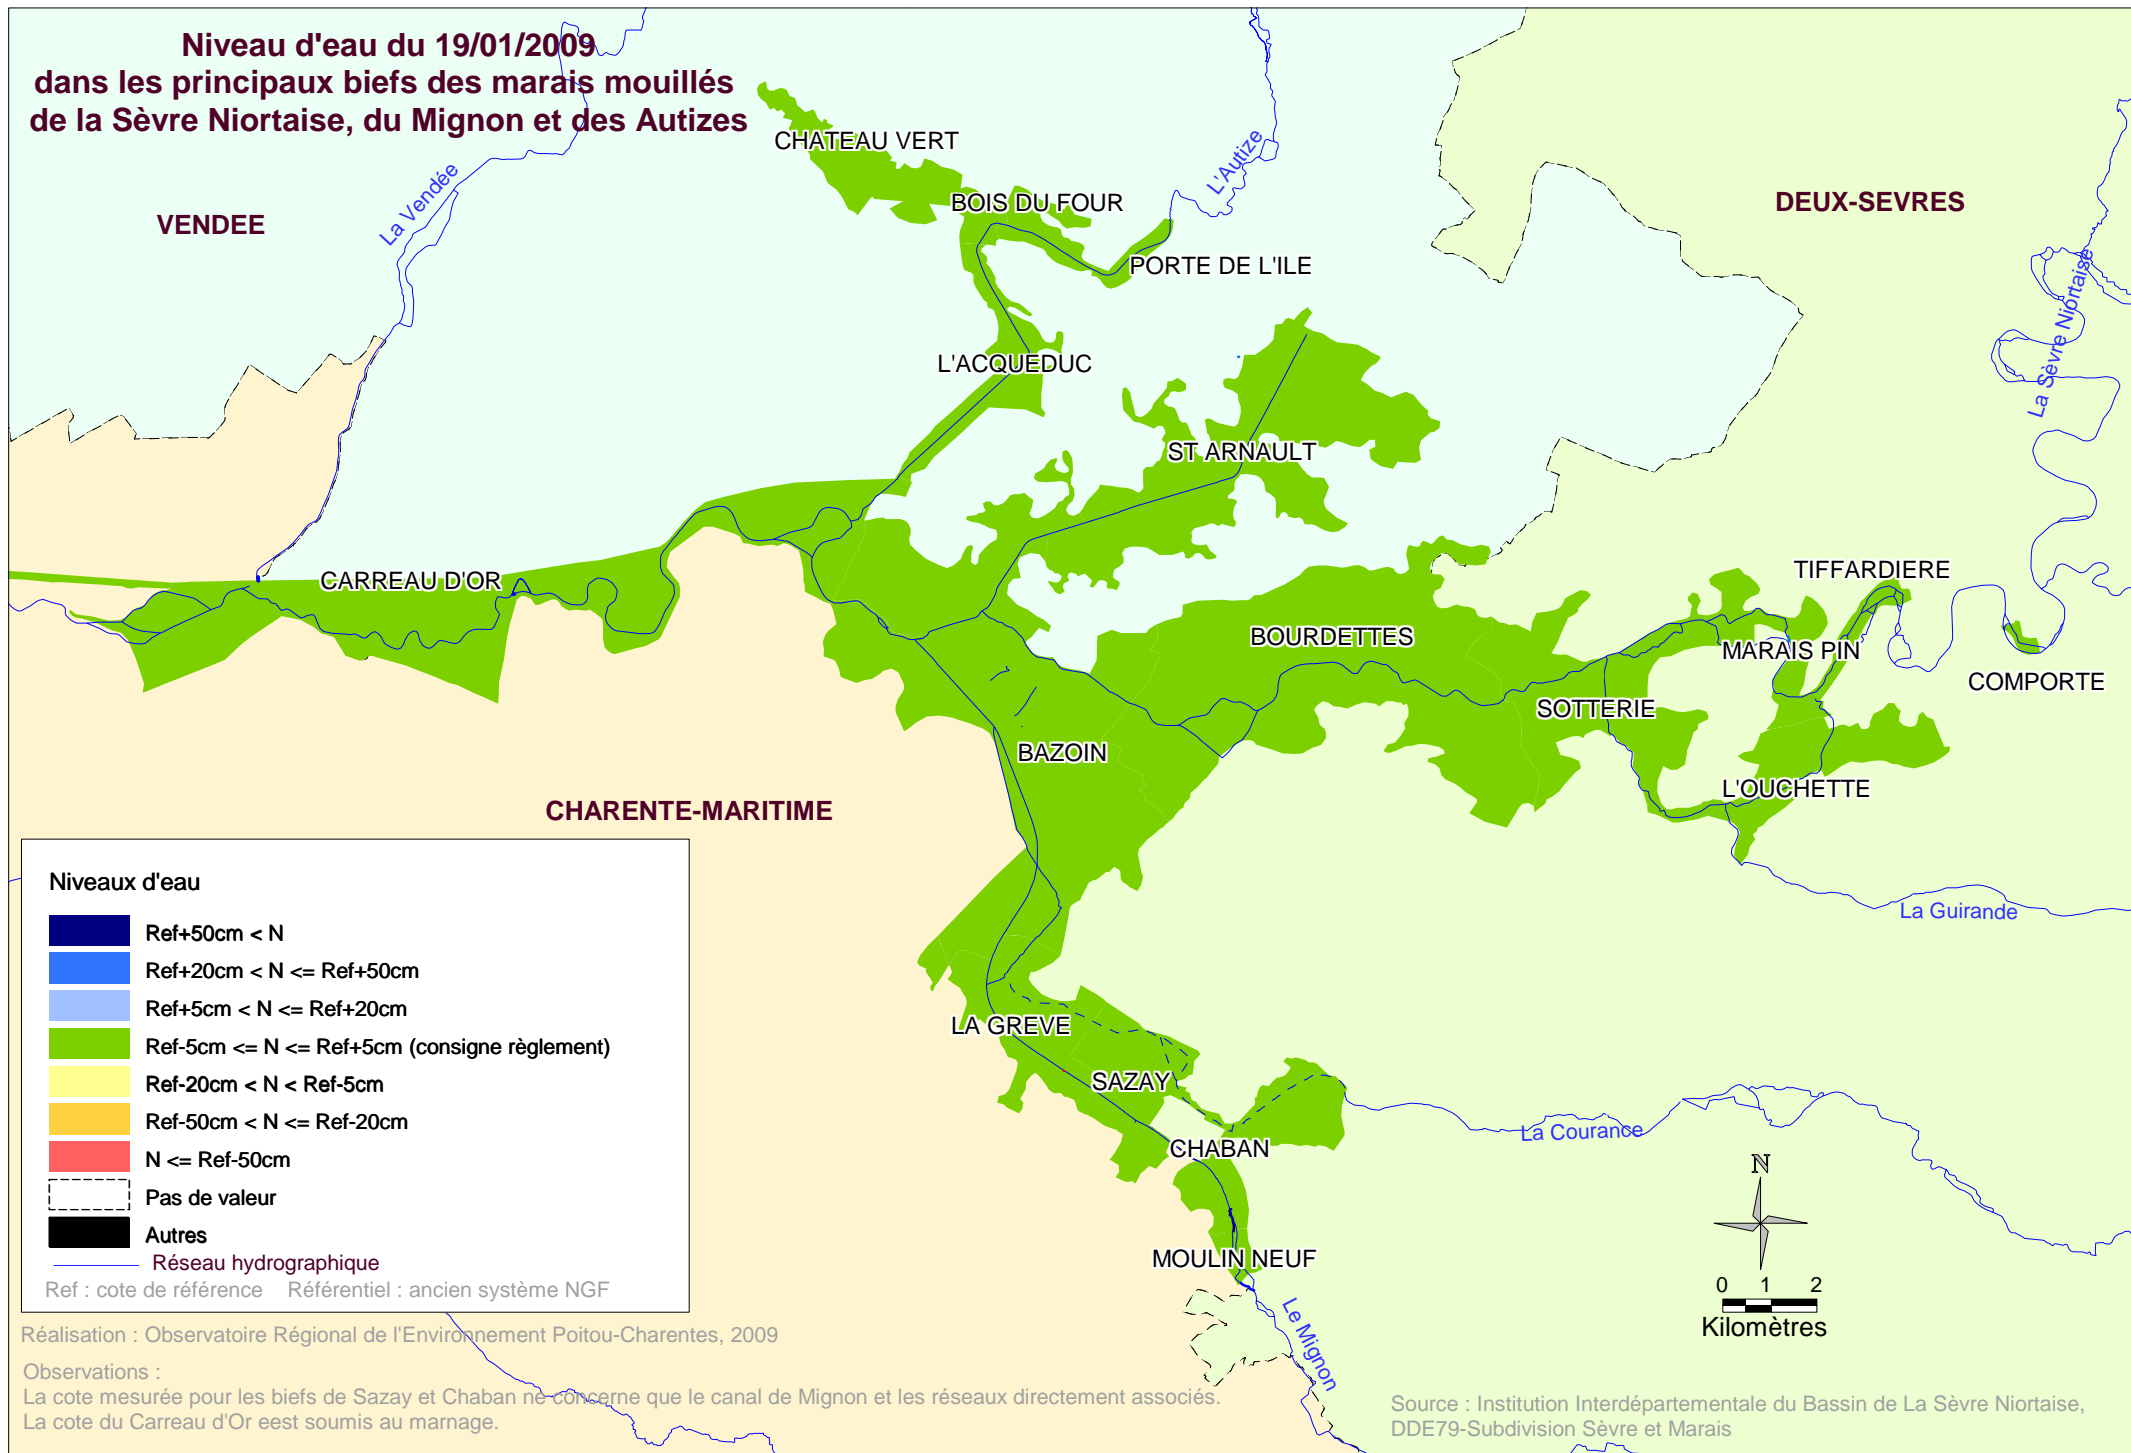 Niveau d'eau du 19/01/2009
dans les principaux biefs des marais mouillés
de la Sèvre Niortaise, du Mignon et des Autizes
CHATEAU VERT
L'Autize
La Vendée
BOIS DU FOUR
DEUX-SEVRES
VENDEE
PORTE DE L'ILE
La Sèvre Niortaise
L'ACQUEDUC
ST ARNAULT
CARREAU D'OR
TIFFARDIERE
BOURDETTES
MARAIS PIN
COMPORTE
SOTTERIE
BAZOIN
L'OUCHETTE
CHARENTE-MARITIME
La Guirande
LA GREVE
SAZAY
La Courance
CHABAN
MOULIN NEUF
Le Mignon
Niveaux d'eau
Ref+50cm < N
Ref+20cm < N <= Ref+50cm
Ref+5cm < N <= Ref+20cm
Ref-5cm <= N <= Ref+5cm (consigne règlement)
Ref-20cm < N < Ref-5cm
Ref-50cm < N <= Ref-20cm
N <= Ref-50cm
Pas de valeur
Autres
Réseau hydrographique
Ref : cote de référence Référentiel : ancien système NGF
N
0 1 2
Kilomètres
Réalisation : Observatoire Régional de l'Environnement Poitou-Charentes, 2009
Observations :
La cote mesurée pour les biefs de Sazay et Chaban ne concerne que le canal de Mignon et les réseaux directement associés.
La cote du Carreau d'Or eest soumis au marnage.
Source : Institution Interdépartementale du Bassin de La Sèvre Niortaise,
DDE79-Subdivision Sèvre et Marais